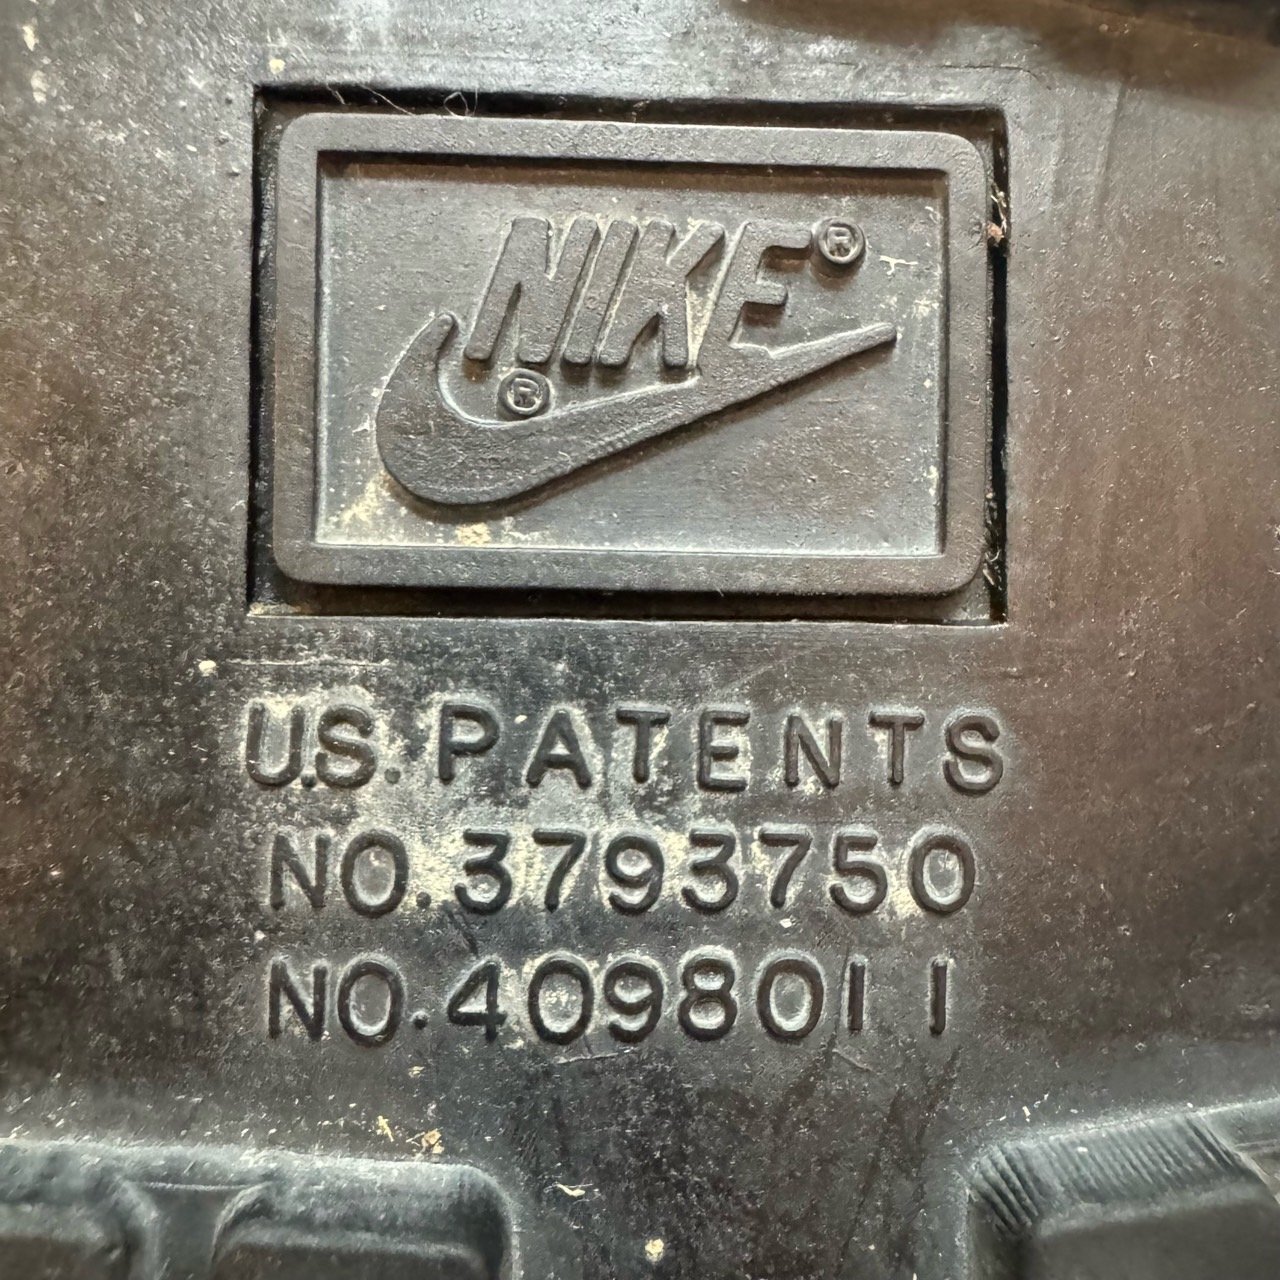 NIKE®
®
U.S. PATENTS
NO. 3793750
NO. 4098011